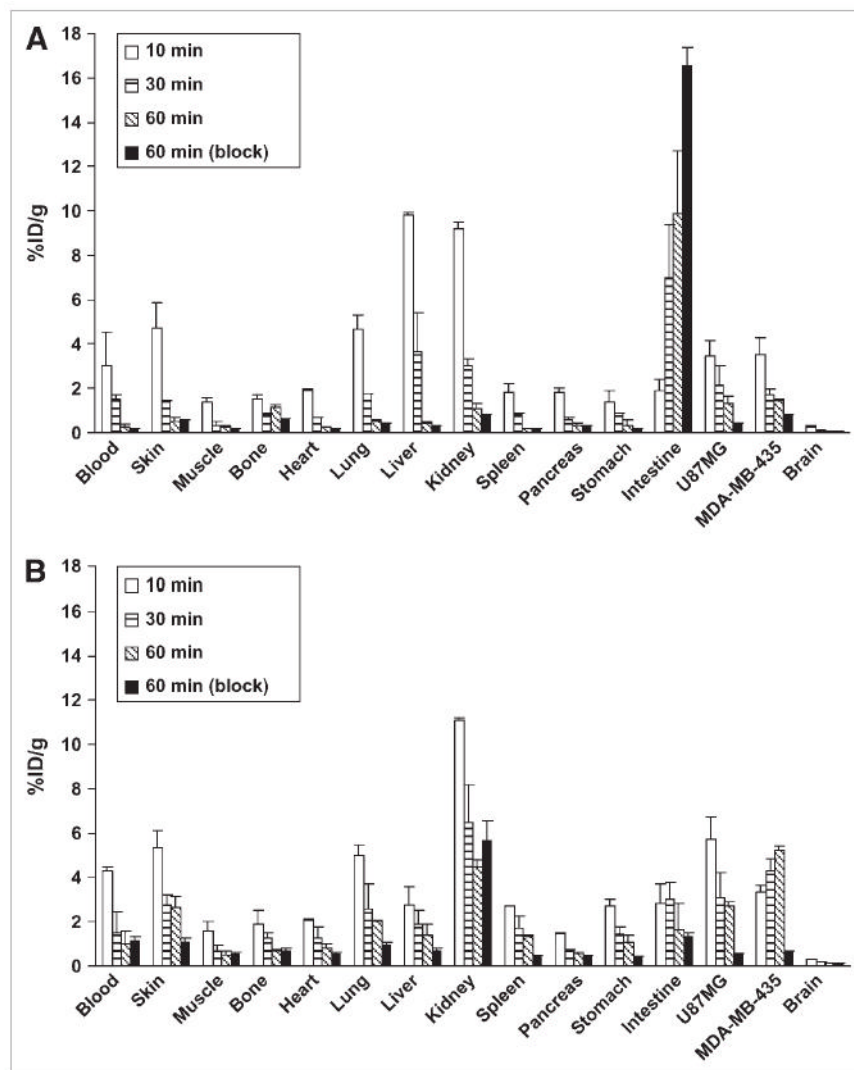 A
18
16
14
12
10
8
6
4
2
0
%ID/g
10 min
30 min
60 min
60 min (block)
Blood
Skin
Muscle
Bone
Heart
Lung
Liver
Kidney
Spleen
Pancreas
Stomach
Intestine
U87MG
MDA-MB-435
Brain
B
18
16
14
12
10
8
6
4
2
0
%ID/g
10 min
30 min
60 min
60 min (block)
Blood
Skin
Muscle
Bone
Heart
Lung
Liver
Kidney
Spleen
Pancreas
Stomach
Intestine
U87MG
MDA-MB-435
Brain